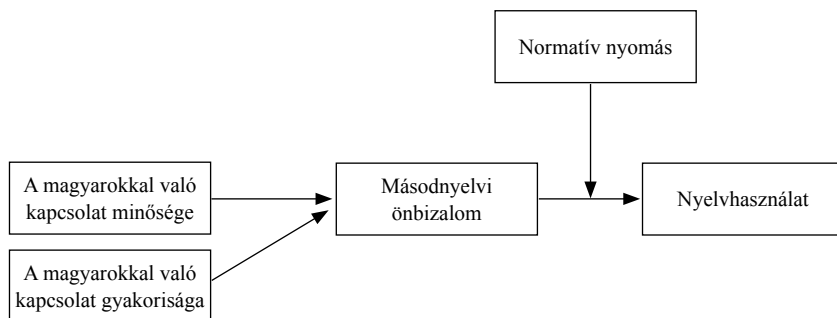 Normatív nyomás
A magyarokkal való
kapcsolat minősége
Másodnyelvi
önbizalom
Nyelvhasználat
A magyarokkal való
kapcsolat gyakorisága